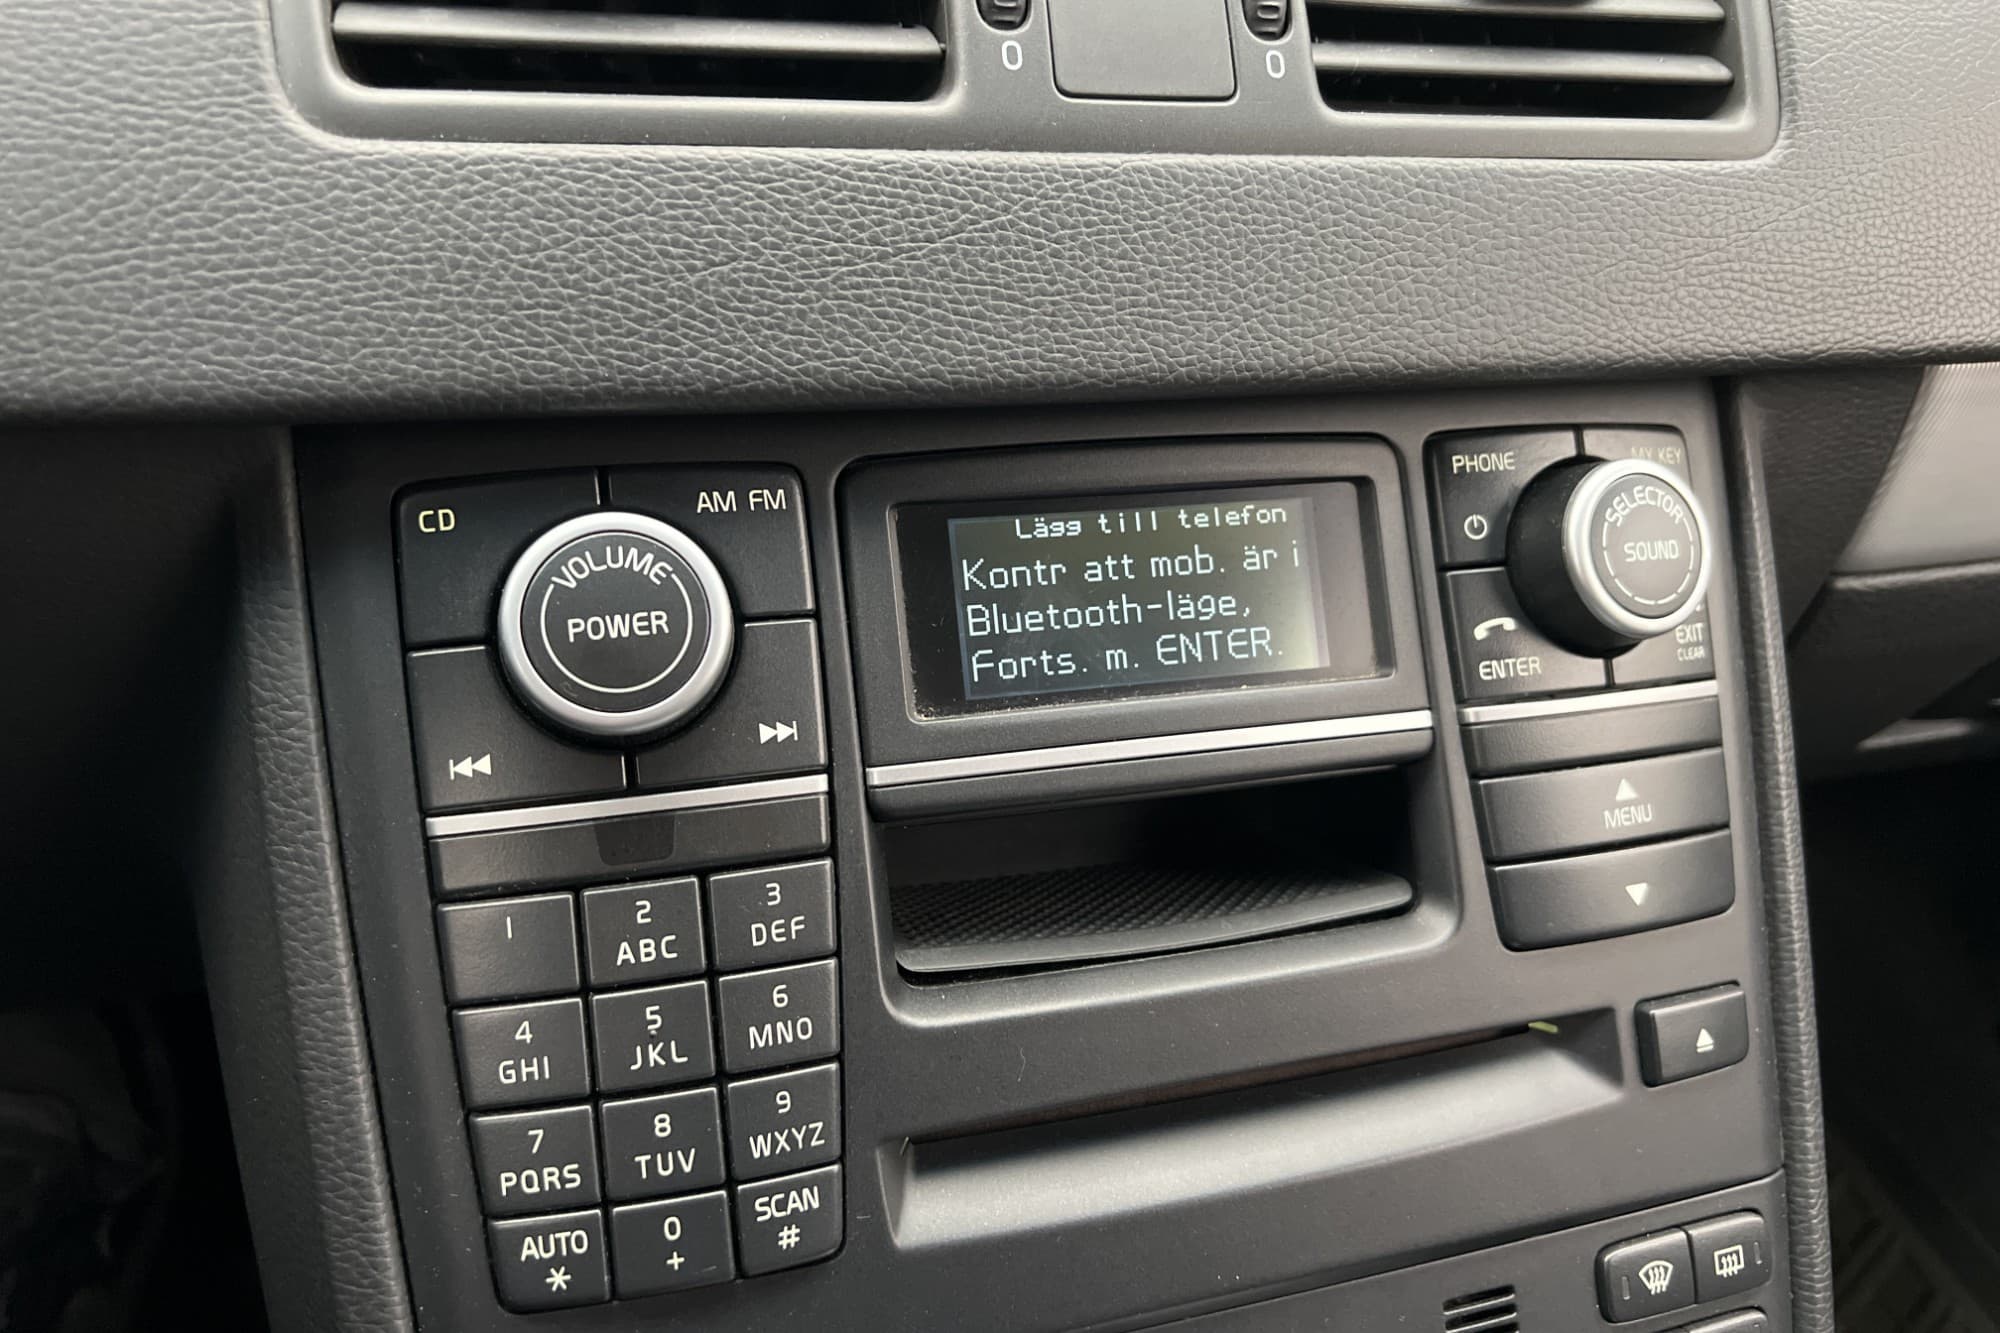 0
0
CD
AM FM
VOLUME
POWER
Lägg till telefon
Kontr att mob. är i
Bluetooth-läge,
Forts. m. ENTER.
PHONE
MY KEY
SELECTOR
SOUND
ENTER
EXIT
CLEAR
MENU
1
2
ABC
3
DEF
4
GHI
5
JKL
6
MNO
7
PQRS
8
TUV
9
WXYZ
AUTO
*
0
+
SCAN
#